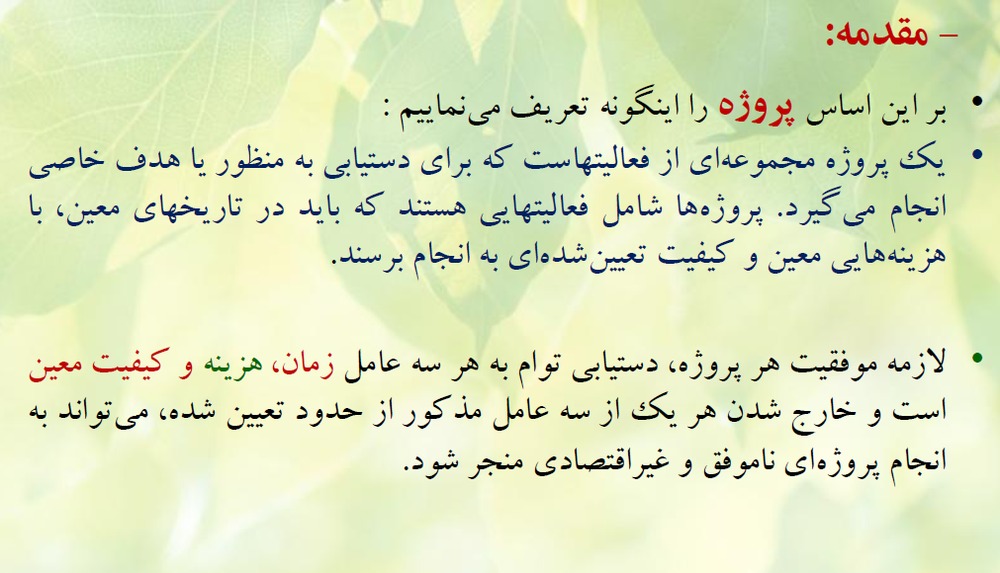 – مقدمه:
• بر این اساس پروژه را اینگونه تعریف می‌نماییم :
• یک پروژه مجموعه‌ای از فعالیتهاست که برای دستیابی به منظور یا هدف خاصی
انجام می‌گیرد. پروژه‌ها شامل فعالیتهایی هستند که باید در تاریخهای معین، با
هزینه‌هایی معین و کیفیت تعیین‌شده‌ای به انجام برسند.
• لازمه موفقیت هر پروژه، دستیابی توام به هر سه عامل زمان، هزینه و کیفیت معین
است و خارج شدن هر یک از سه عامل مذکور از حدود تعیین شده، می‌تواند به
انجام پروژه‌ای ناموفق و غیراقتصادی منجر شود.